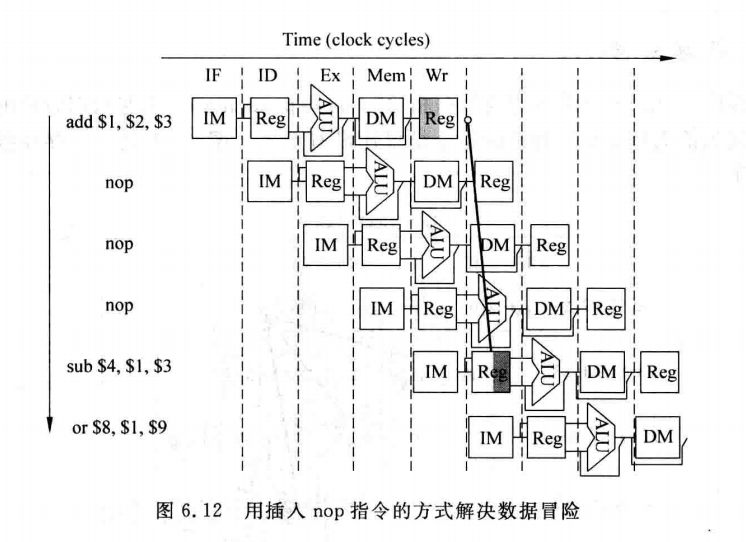 Time (clock cycles)
IF ID Ex Mem Wr
add $1, $2, $3 IM Reg ALU DM Reg
nop IM Reg ALU DM Reg
nop IM Reg ALU DM Reg
nop IM Reg ALU DM Reg
sub $4, $1, $3 IM Reg ALU DM Reg
or $8, $1, $9 IM Reg ALU DM
图 6.12 用插入 nop 指令的方式解决数据冒险